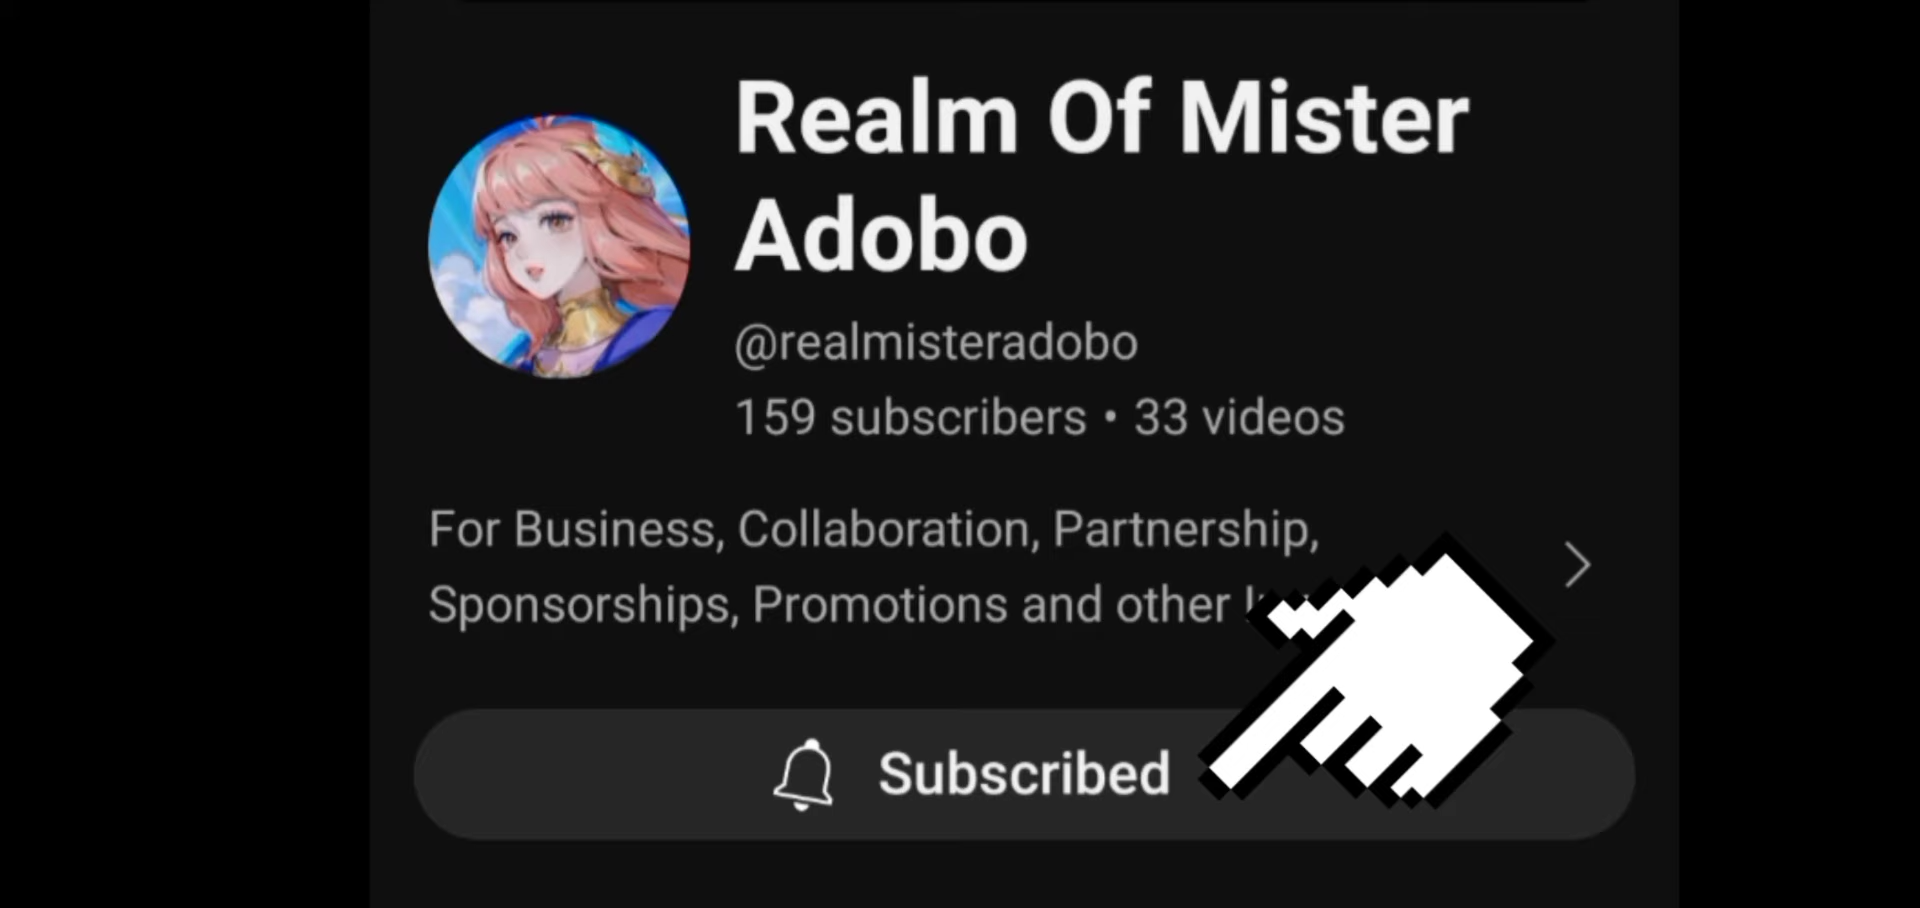 Realm Of Mister
Adobo
@realmisteradobo
159 subscribers • 33 videos
For Business, Collaboration, Partnership,
Sponsorships, Promotions and other
Subscribed